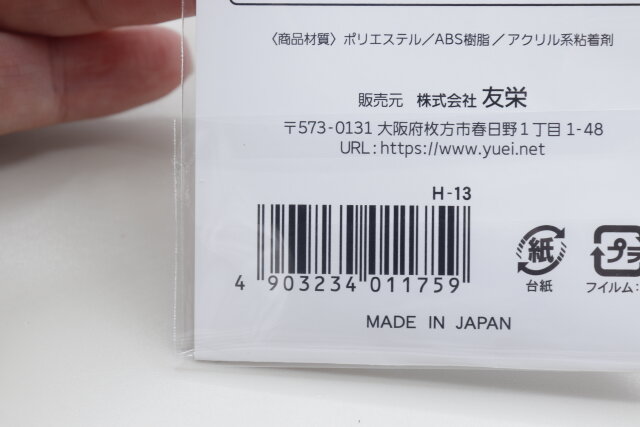 〈商品材質〉ポリエステル／ABS樹脂／アクリル系粘着剤
販売元 株式会社 友栄
〒573-0131 大阪府枚方市春日野1丁目1-48
URL:https://www.yuei.net
H-13
4 903234 011759
紙
台紙
プラ
フィルム:
MADE IN JAPAN